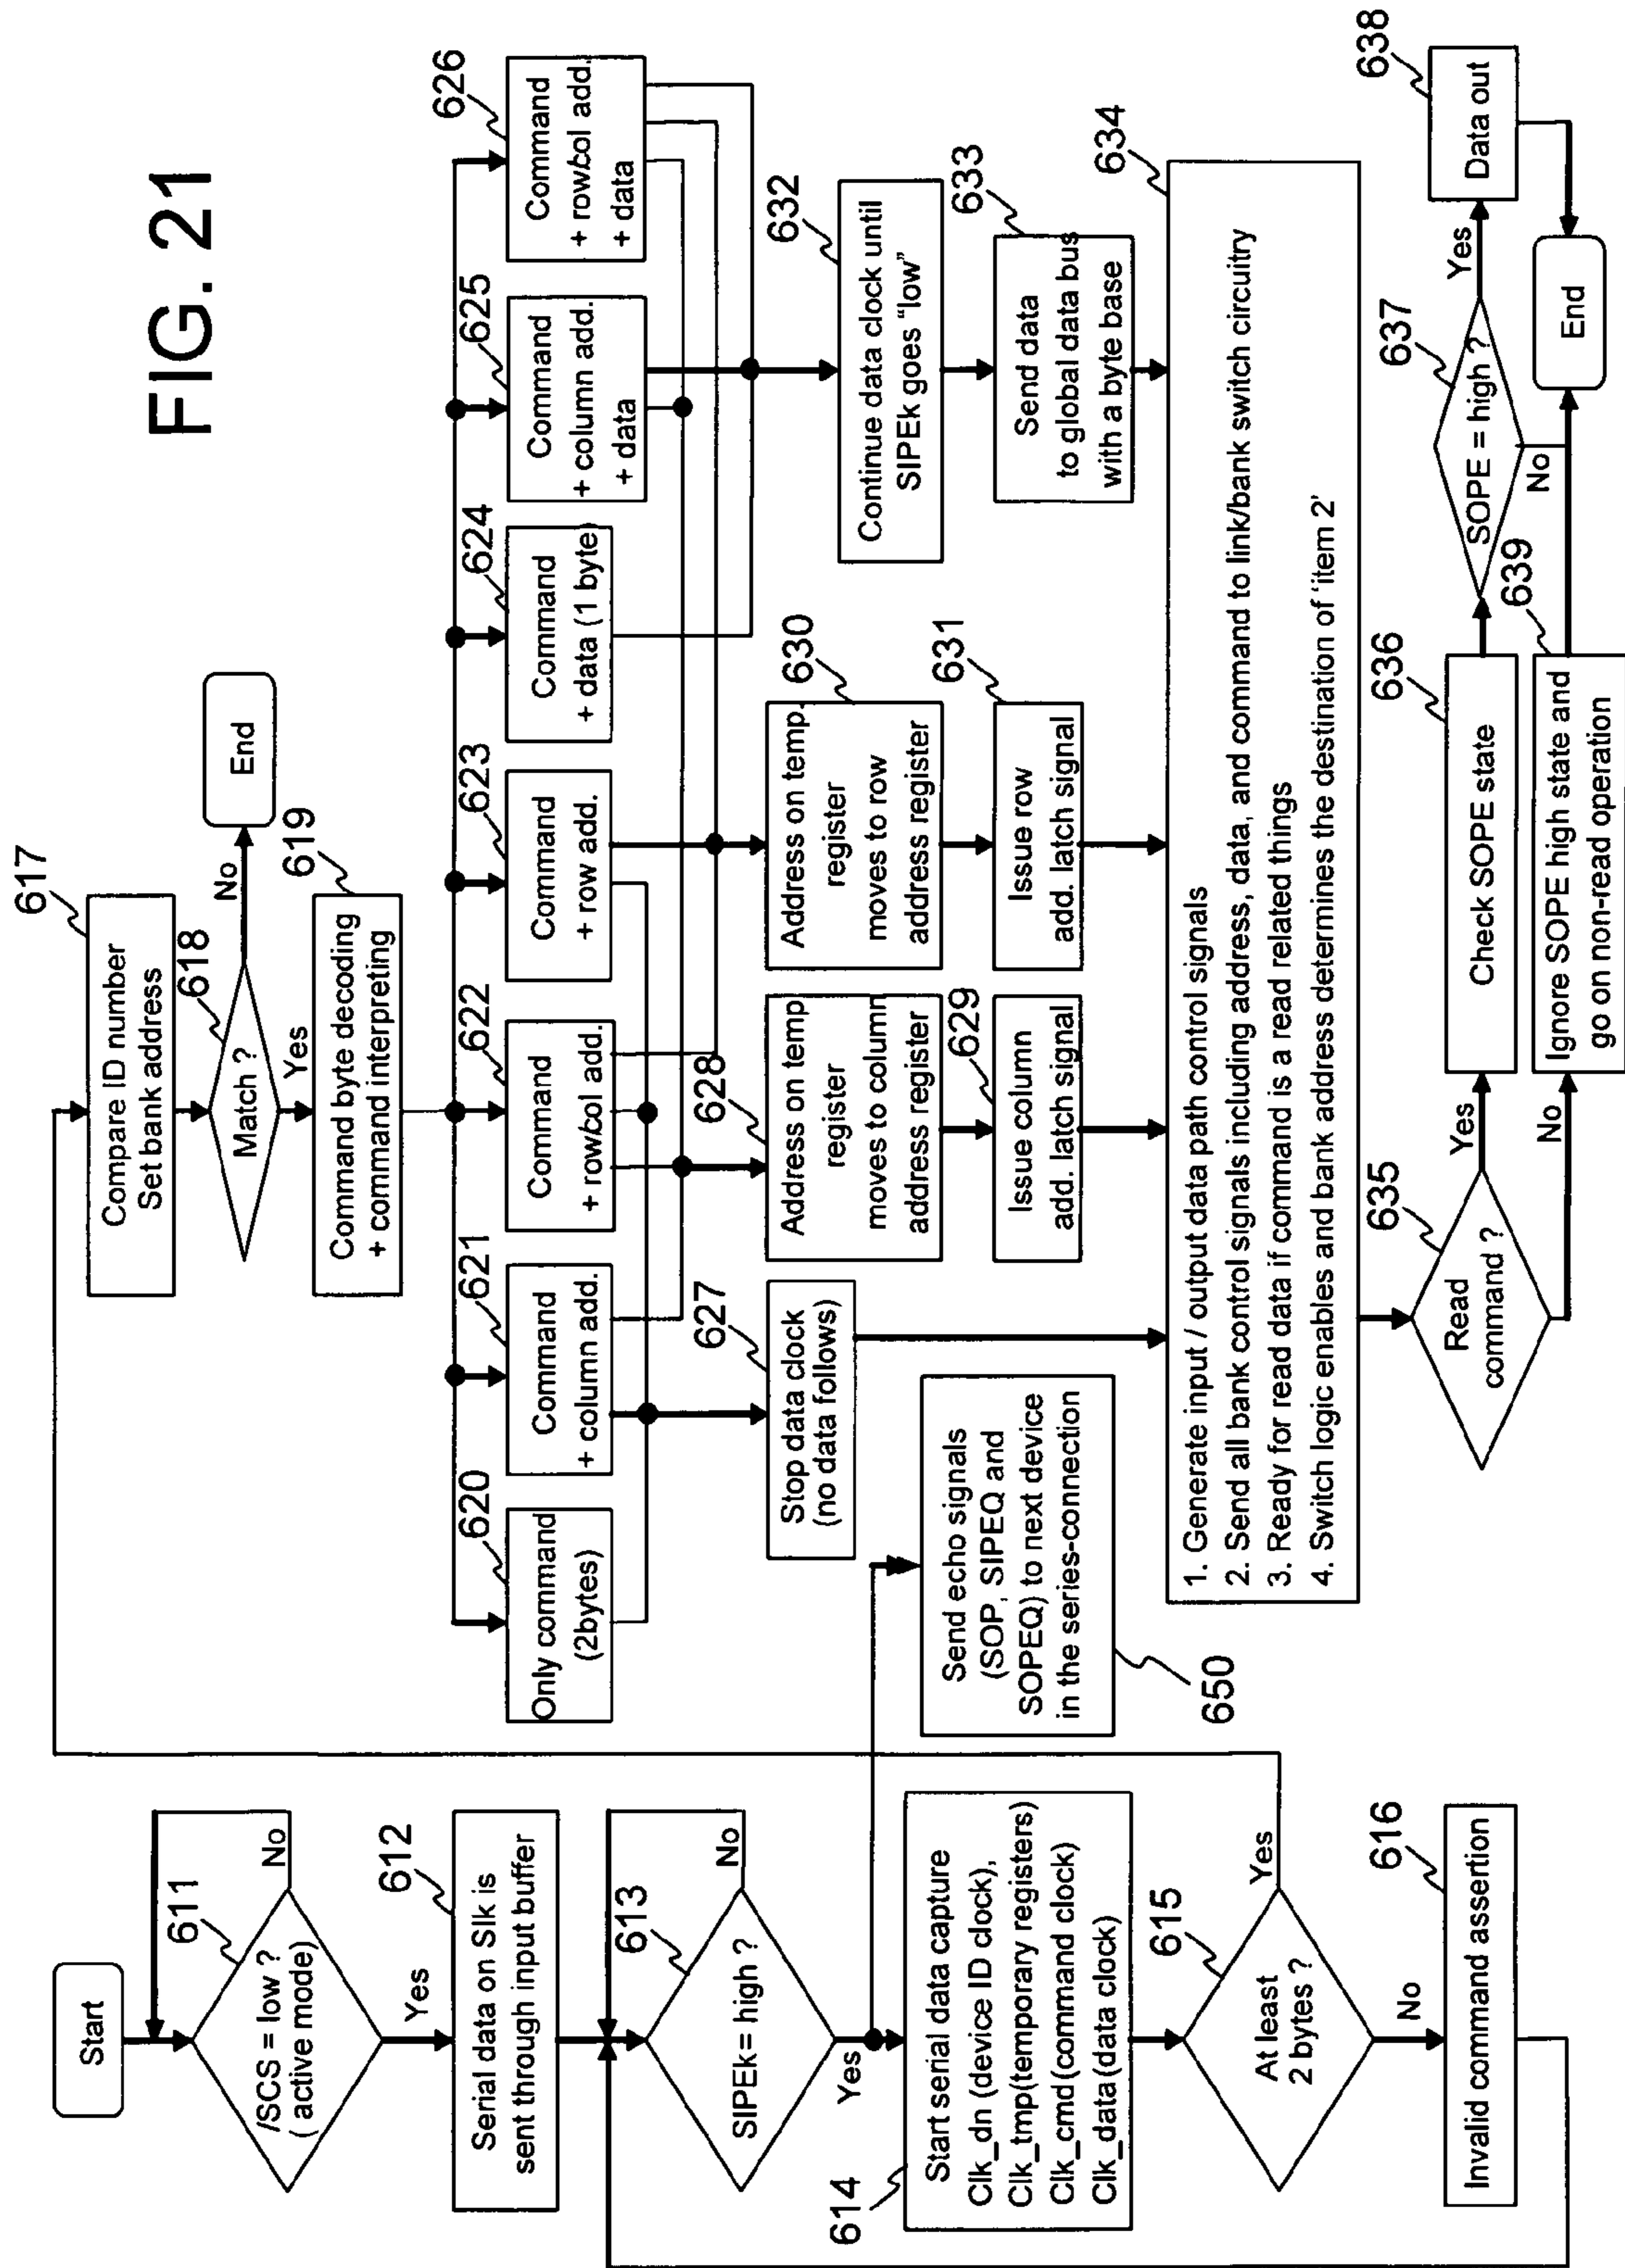 FIG. 21
Start
611
/SCS = low ?
( active mode)
No
Yes
612
Serial data on SIk is
sent through input buffer
613
SIPEk= high ?
No
Yes
614
Start serial data capture
Clk_dn (device ID clock),
Clk_tmp(temporary registers)
Clk_cmd(command clock)
Clk_data(data clock)
615
At least
2 bytes ?
Yes
No
616
Invalid command assertion
650
Send echo signals
(SOP, SIPEQ and
SOPEQ) to next device
in the series-connection
617
Compare ID number
Set bank address
618
Match ?
No
End
Yes
619
Command byte decoding
+ command interpreting
620
Only command
(2bytes)
621
Command
+ column add.
622
Command
+ row/col add.
623
Command
+ row add.
624
Command
+ data (1 byte)
625
Command
+ column add.
+ data
626
Command
+ row/col add.
+ data
627
Stop data clock
(no data follows)
628
Address on temp
register
moves to column
address register
629
Issue column
add. latch signal
630
Address on temp.
register
moves to row
address register
631
Issue row
add. latch signal
632
Continue data clock until
SIPEk goes “low”
633
Send data
to global data bus
with a byte base
634
1. Generate input / output data path control signals
2. Send all bank control signals including address, data, and command to link/bank switch circuitry
3. Ready for read data if command is a read related things
4. Switch logic enables and bank address determines the destination of ‘item 2’
635
Read
command ?
Yes
No
636
Check SOPE state
637
SOPE = high ?
Yes
No
638
Data out
639
Ignore SOPE high state and
go on non-read operation
End